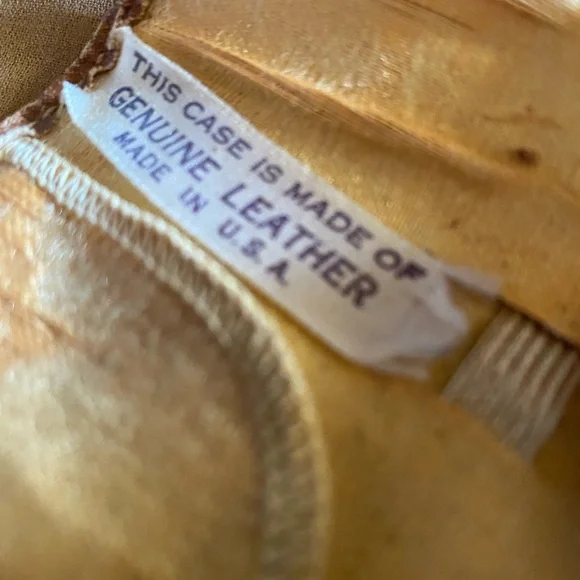 THIS CASE IS MADE OF
GENUINE LEATHER
MADE IN U.S.A.